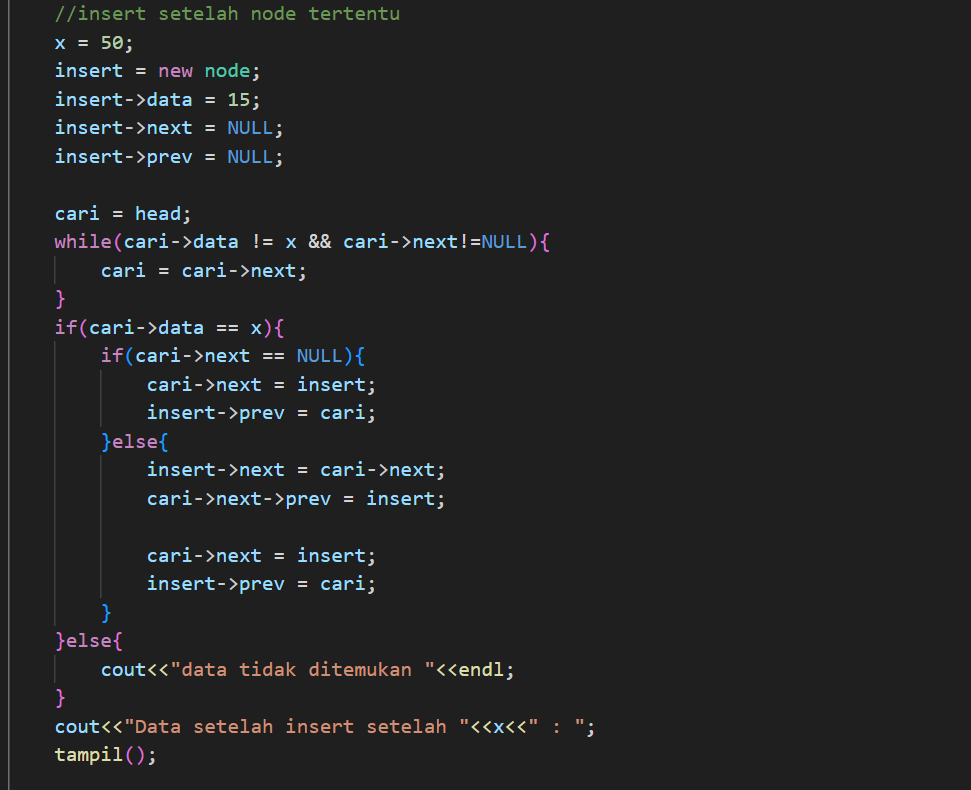 //insert setelah node tertentu
x = 50;
insert = new node;
insert->data = 15;
insert->next = NULL;
insert->prev = NULL;
cari = head;
while(cari->data != x && cari->next!=NULL){
cari = cari->next;
}
if(cari->data == x){
if(cari->next == NULL){
cari->next = insert;
insert->prev = cari;
}else{
insert->next = cari->next;
cari->next->prev = insert;
cari->next = insert;
insert->prev = cari;
}
}else{
cout<<"data tidak ditemukan "<<endl;
}
cout<<"Data setelah insert setelah "<<x<<" : ";
tampil();